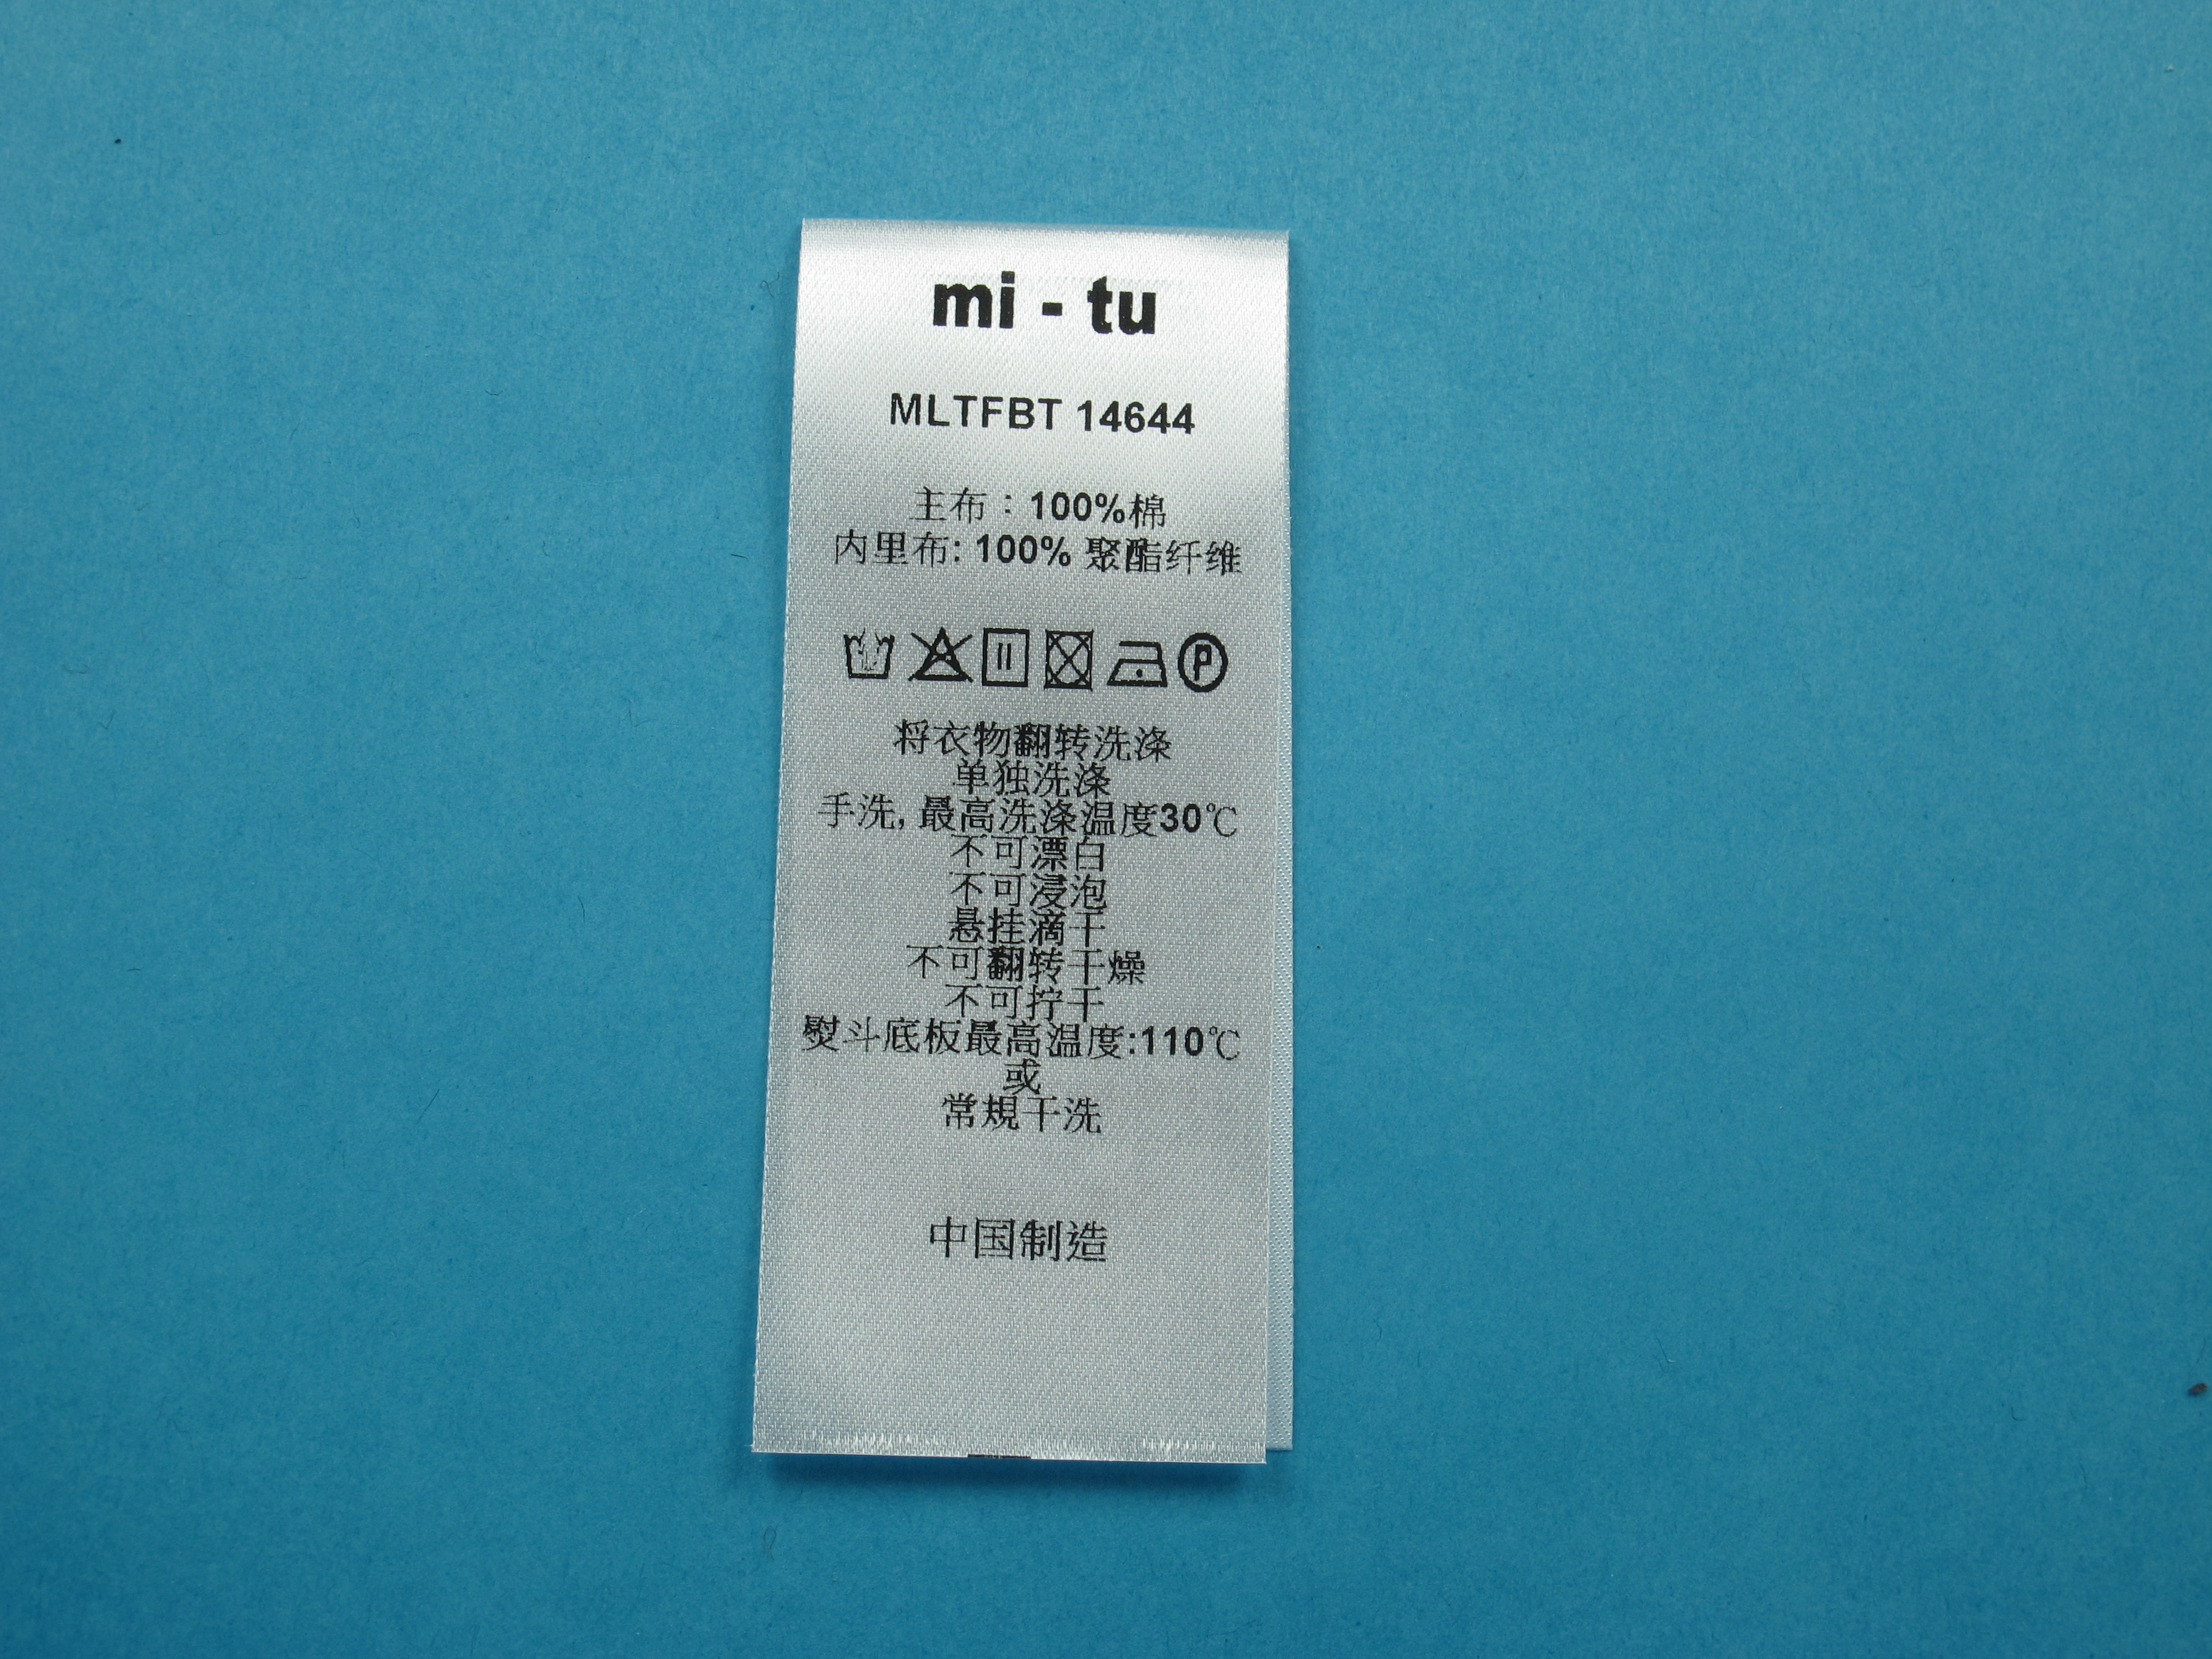 mi - tu
MLTFBT 14644
主布：100%棉
内里布: 100% 聚酯纤维
P
将衣物翻转洗涤
单独洗涤
手洗, 最高洗涤温度30℃
不可漂白
不可浸泡
悬挂滴干
不可翻转干燥
不可拧干
熨斗底板最高温度:110℃
或
常規干洗
中国制造